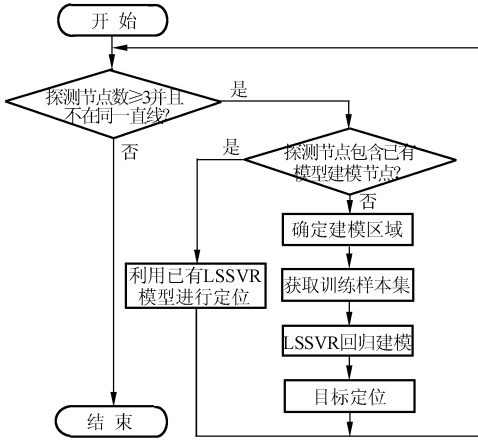 开 始
探测节点数≥3并且
不在同一直线?
是
否
探测节点包含已有
模型建模节点?
是
否
确定建模区域
利用已有LSSVR
模型进行定位
获取训练样本集
LSSVR回归建模
目标定位
结 束